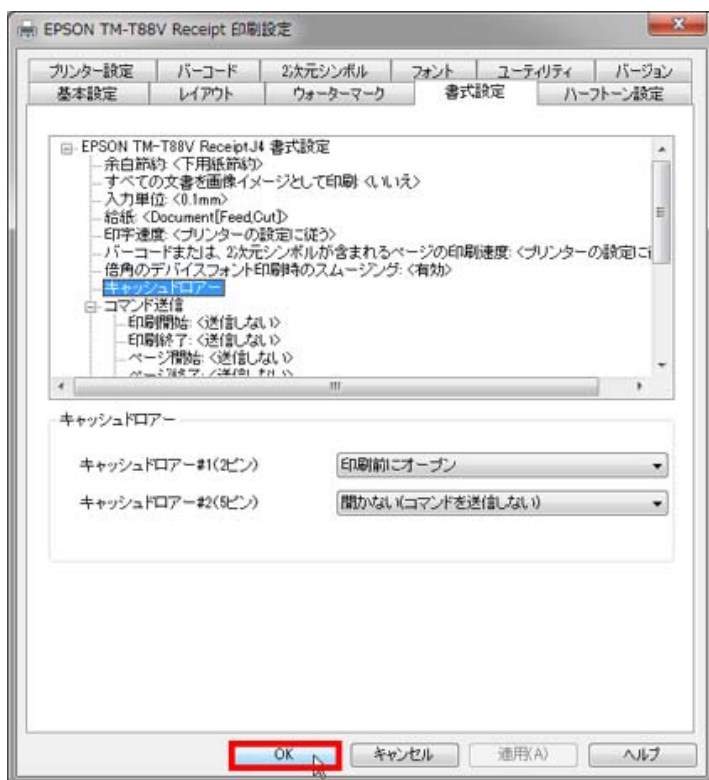 EPSON TM-T88V Receipt 印刷設定
プリンター設定 バーコード 2次元シンボル フォント ユーティリティ バージョン
基本設定 レイアウト ウォーターマーク 書式設定 ハーフトーン設定
EPSON TM-T88V ReceiptJ4 書式設定
余白節約: <下用紙節約>
すべての文書を画像イメージとして印刷: <いいえ>
入力単位: <0.1mm>
給紙: <Document[Feed,Cut]>
印字速度: <プリンターの設定に従う>
バーコードまたは、2次元シンボルが含まれるページの印刷速度: <プリンターの設定に
倍角のデバイスフォント印刷時のスムージング: <有効>
キャッシュドロアー
コマンド送信
印刷開始: <送信しない>
印刷終了: <送信しない>
ページ開始: <送信しない>
ページ終了: <送信しない>
キャッシュドロアー
キャッシュドロアー#1(2ピン) 印刷前にオープン
キャッシュドロアー#2(5ピン) 開かない(コマンドを送信しない)
OK キャンセル 適用(A) ヘルプ